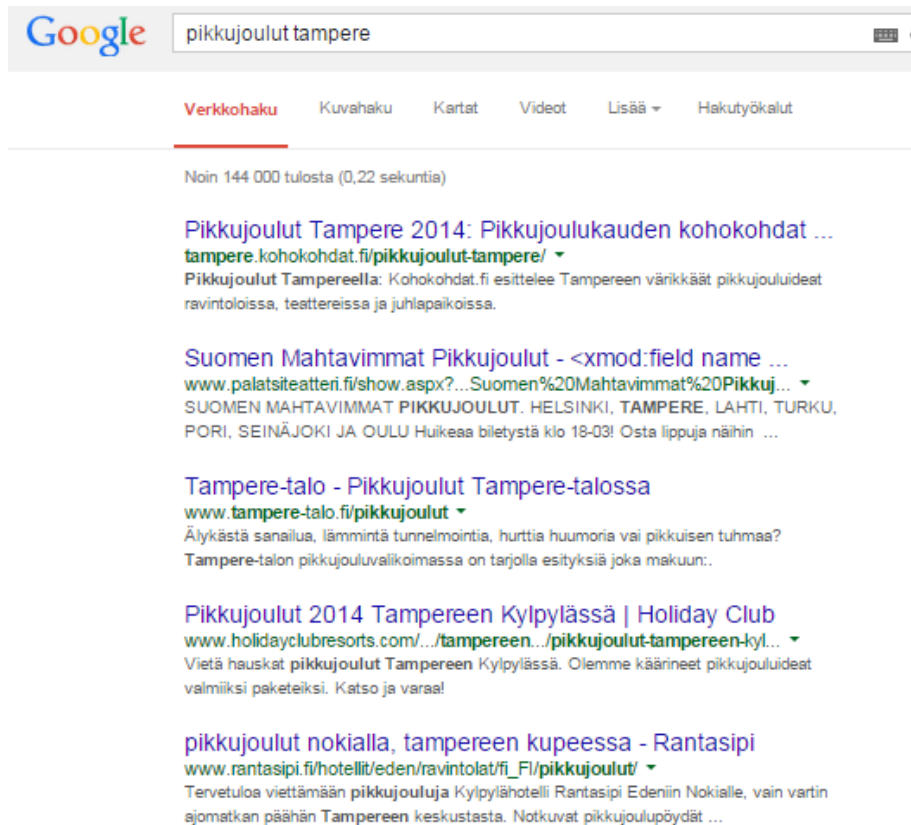 Google pikkujoulut tampere
Verkkohaku Kuvahaku Kartat Videot Lisää Hakutyökalut
Noin 144 000 tulosta (0,22 sekuntia)
Pikkujoulut Tampere 2014: Pikkujoulukauden kohokohdat ...
tampere.kohokohdat.fi/pikkujoulut-tampere/
Pikkujoulut Tampereella: Kohokohdat.fi esittelee Tampereen värikkäät pikkujouluideat
ravintoloissa, teattereissa ja juhlapaikoissa.
Suomen Mahtavimmat Pikkujoulut - <xmod:field name ...
www.palatsiteatteri.fi/show.aspx?...Suomen%20Mahtavimmat%20Pikkuj...
SUOMEN MAHTAVIMMAT PIKKUJOULUT. HELSINKI, TAMPERE, LAHTI, TURKU,
PORI, SEINÄJOKI JA OULU Huikeaa biletystä klo 18-03! Osta lippuja näihin ...
Tampere-talo - Pikkujoulut Tampere-talossa
www.tampere-talo.fi/pikkujoulut
Älykästä sanailua, lämmintä tunnelmointia, hurttia huumoria vai pikkuisen tuhmaa?
Tampere-talon pikkujouluvalikoimassa on tarjolla esityksiä joka makuun:.
Pikkujoulut 2014 Tampereen Kylpylässä | Holiday Club
www.holidayclubresorts.com/.../tampereen.../pikkujoulut-tampereen-kyl...
Vietä hauskat pikkujoulut Tampereen Kylpylässä. Olemme käärineet pikkujouluideat
valmiiksi paketeiksi. Katso ja varaa!
pikkujoulut nokialla, tampereen kupeessa - Rantasipi
www.rantasipi.fi/hotellit/eden/ravintolat/fi_FI/pikkujoulut/
Tervetuloa viettämään pikkujouluja Kylpylähotelli Rantasipi Edeniin Nokialle, vain vartin
ajomatkan päähän Tampereen keskustasta. Notkuvat pikkujoulupöydät ...